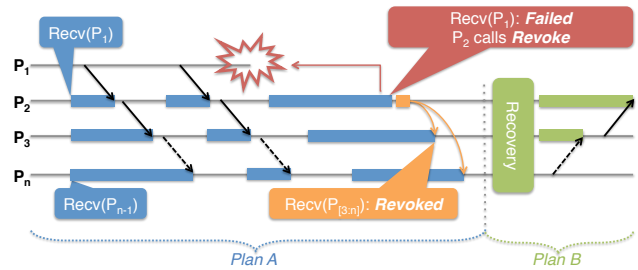 Recv(P1)
Recv(P1): Failed
P2 calls Revoke
P1
P2
P3
Pn
Recovery
Recv(Pn-1)
Recv(P[3:n]): Revoked
Plan A
Plan B